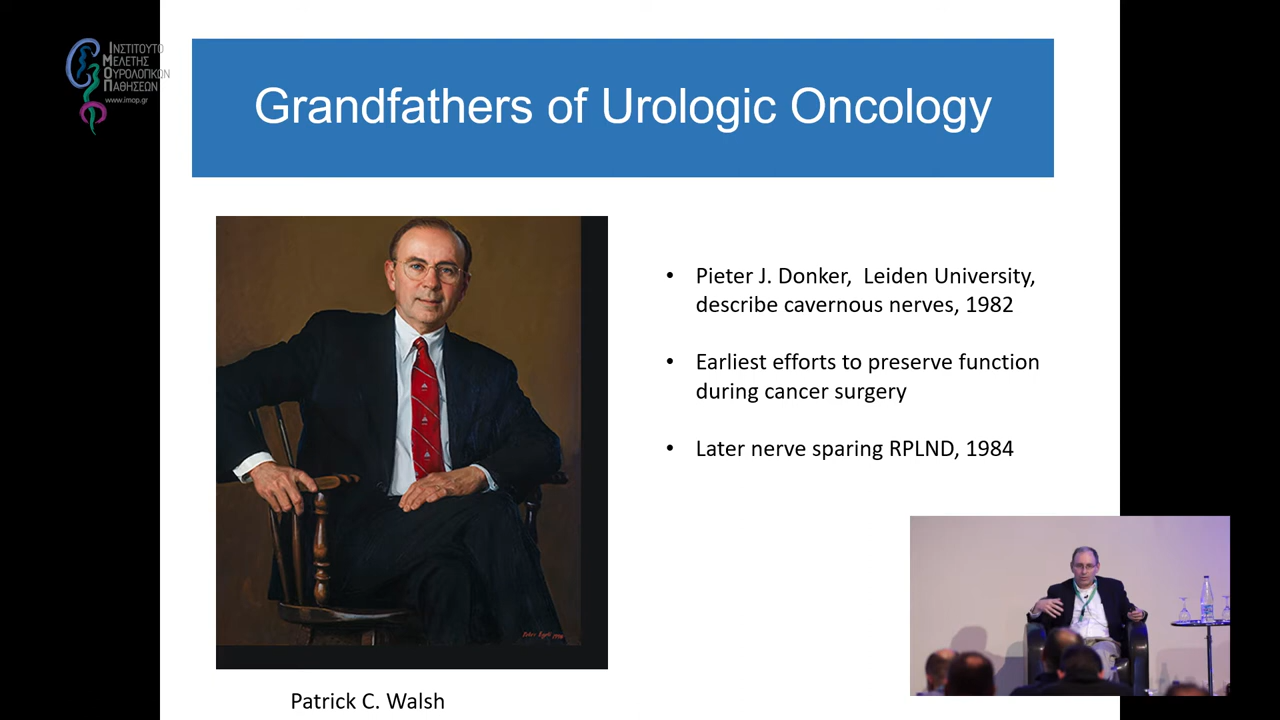 ΙΝΣΤΙΤΟΥΤΟ
ΜΕΛΕΤΗΣ
ΟΥΡΟΛΟΓΙΚΩΝ
ΠΑΘΗΣΕΩΝ
www.imop.gr
Grandfathers of Urologic Oncology
• Pieter J. Donker, Leiden University,
describe cavernous nerves, 1982
• Earliest efforts to preserve function
during cancer surgery
• Later nerve sparing RPLND, 1984
Patrick C. Walsh